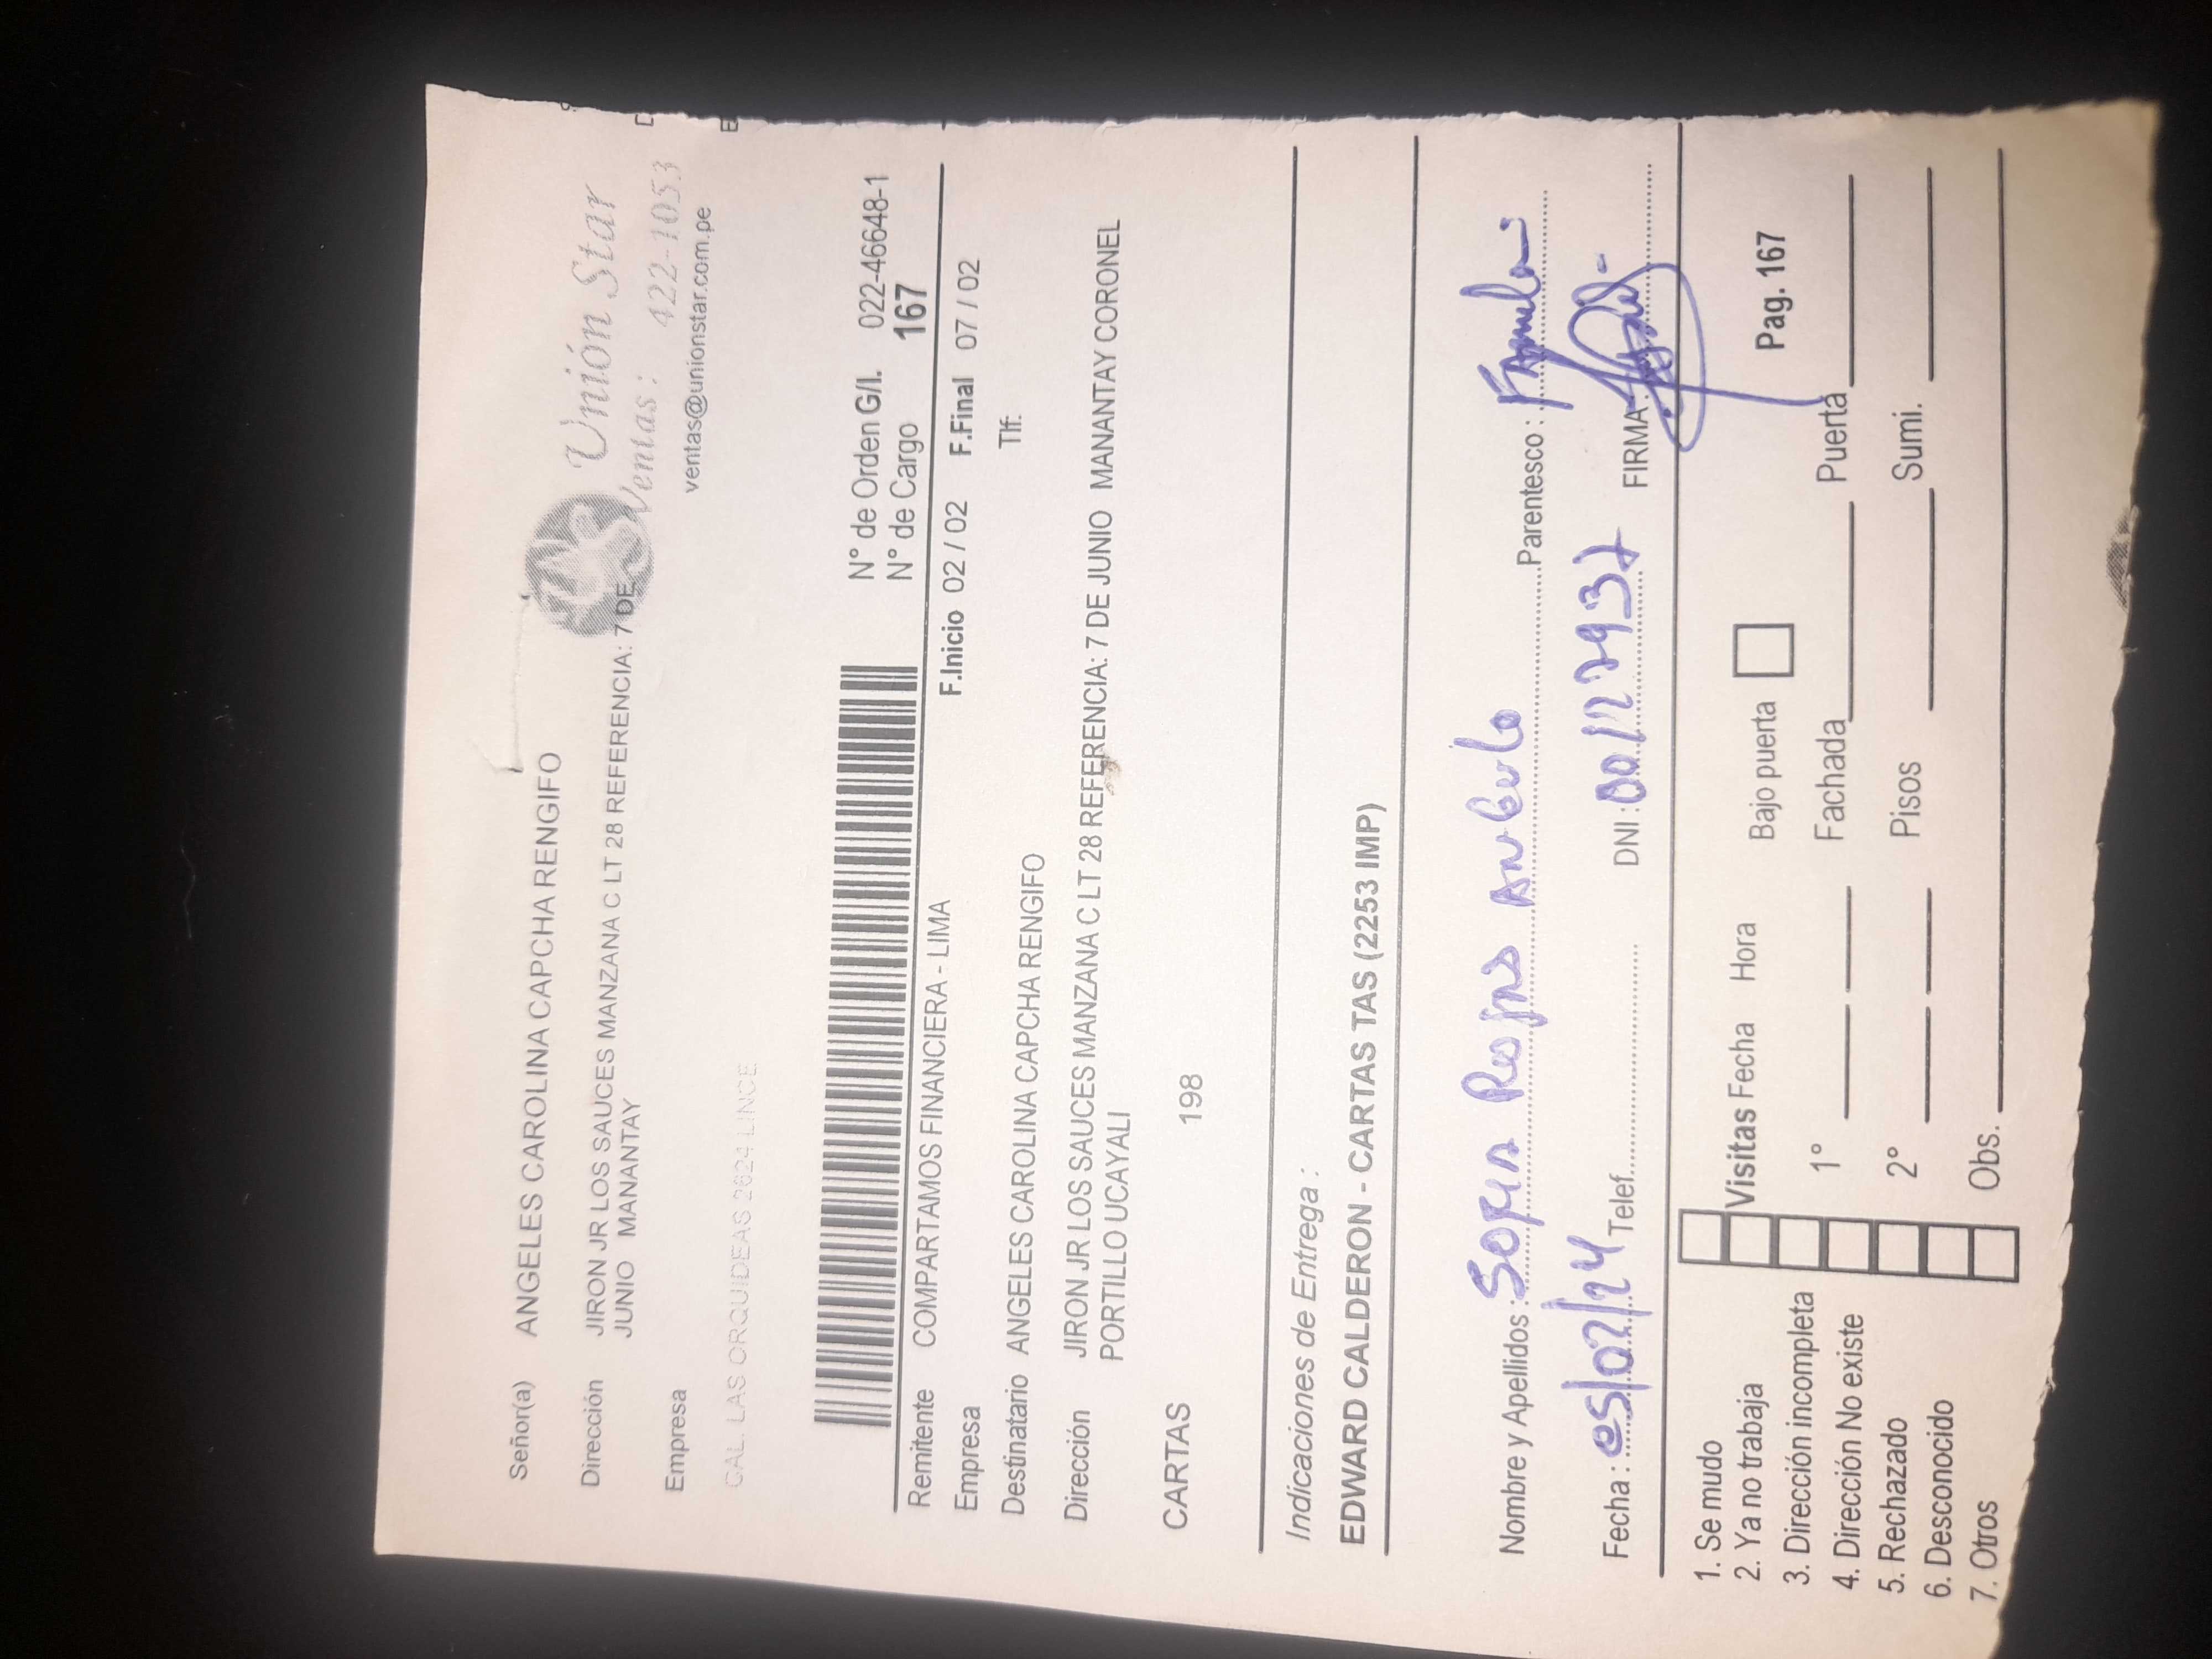 Señor(a) ANGELES CAROLINA CAPCHA RENGIFO
Unión Star
Dirección JIRON JR LOS SAUCES MANZANA C LT 28 REFERENCIA: 7 DE
JUNIO MANANTAY
Ventas: 422-1053
Empresa
ventas@unionstar.com.pe
CAL. LAS ORQUIDEAS 2624 LINCE
N° de Orden G/I. 022-46648-1
N° de Cargo 167
Remitente COMPARTAMOS FINANCIERA - LIMA
F.Inicio 02 / 02 F.Final 07 / 02
Empresa
Destinatario ANGELES CAROLINA CAPCHA RENGIFO Tlf:
Dirección JIRON JR LOS SAUCES MANZANA C LT 28 REFERENCIA: 7 DE JUNIO MANANTAY CORONEL
PORTILLO UCAYALI
CARTAS 198
Indicaciones de Entrega :
EDWARD CALDERON - CARTAS TAS (2253 IMP)
Nombre y Apellidos : Rojas Parentesco :
Fecha : 05/02/24 Telef. DNI : FIRMA :
1. Se mudo
2. Ya no trabaja
3. Dirección incompleta
4. Dirección No existe
5. Rechazado
6. Desconocido
7. Otros
Visitas Fecha Hora Bajo puerta Pag. 167
1° Fachada Puerta
2° Pisos Sumi.
Obs.